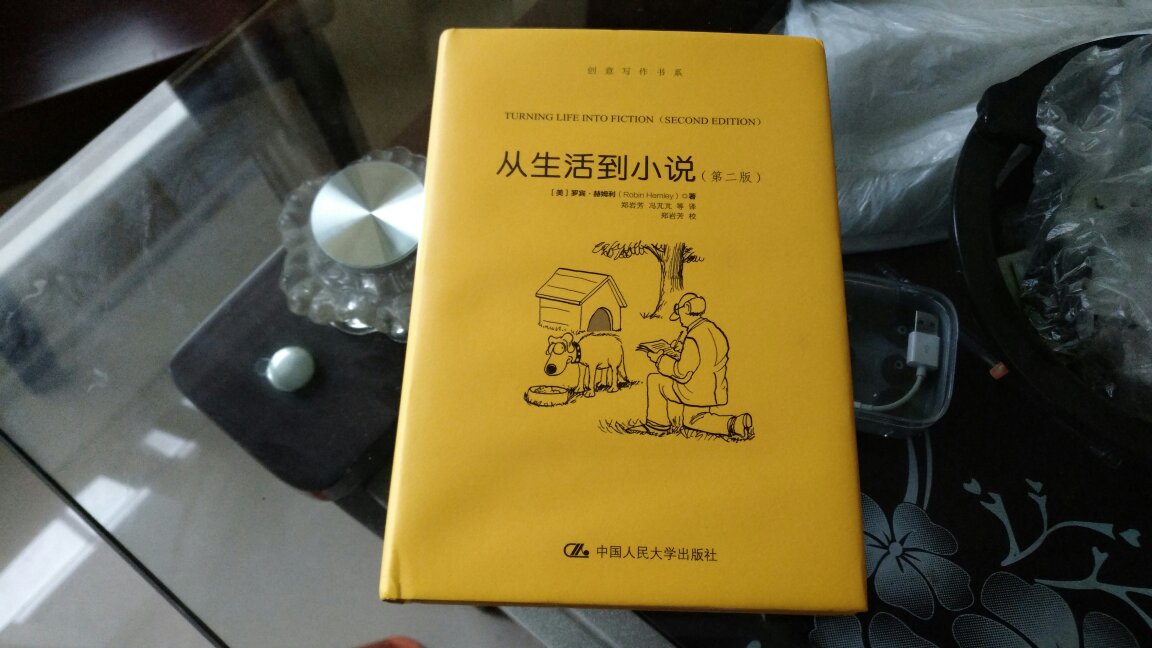 创意写作书系
TURNING LIFE INTO FICTION（SECOND EDITION）
从生活到小说（第二版）
［美］罗宾·赫姆利（Robin Hemley）◎著
郑岩芳 冯芃芃 等 译
郑岩芳 校
中国人民大学出版社